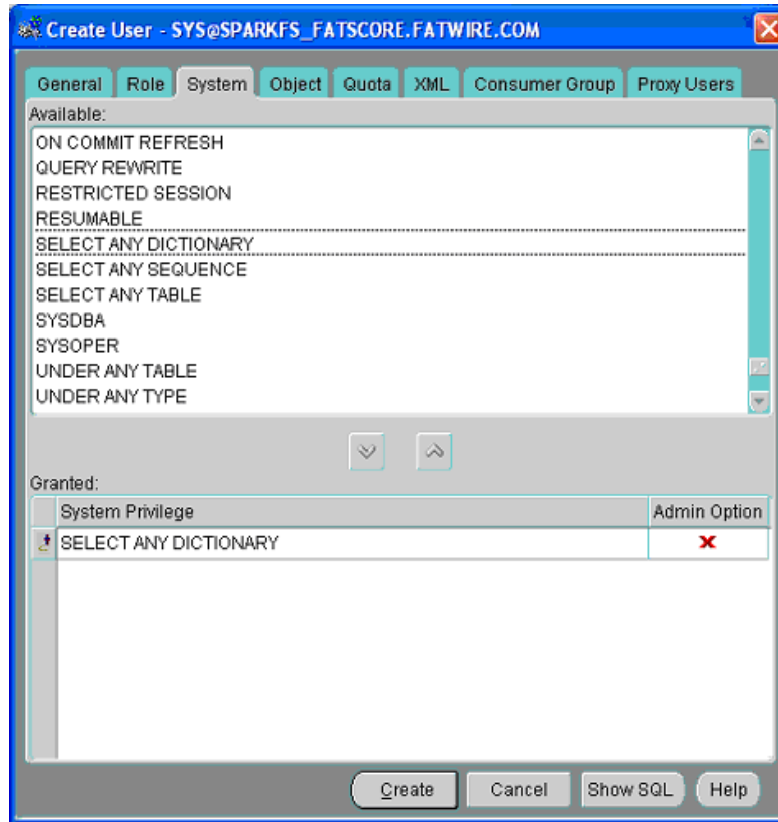 Create User - SYS@SPARKFS_FATSCORE.FATWIRE.COM
General Role System Object Quota XML Consumer Group Proxy Users
Available:
ON COMMIT REFRESH
QUERY REWRITE
RESTRICTED SESSION
RESUMABLE
SELECT ANY DICTIONARY
SELECT ANY SEQUENCE
SELECT ANY TABLE
SYSDBA
SYSOPER
UNDER ANY TABLE
UNDER ANY TYPE
Granted:
System Privilege Admin Option
SELECT ANY DICTIONARY
Create Cancel Show SQL Help